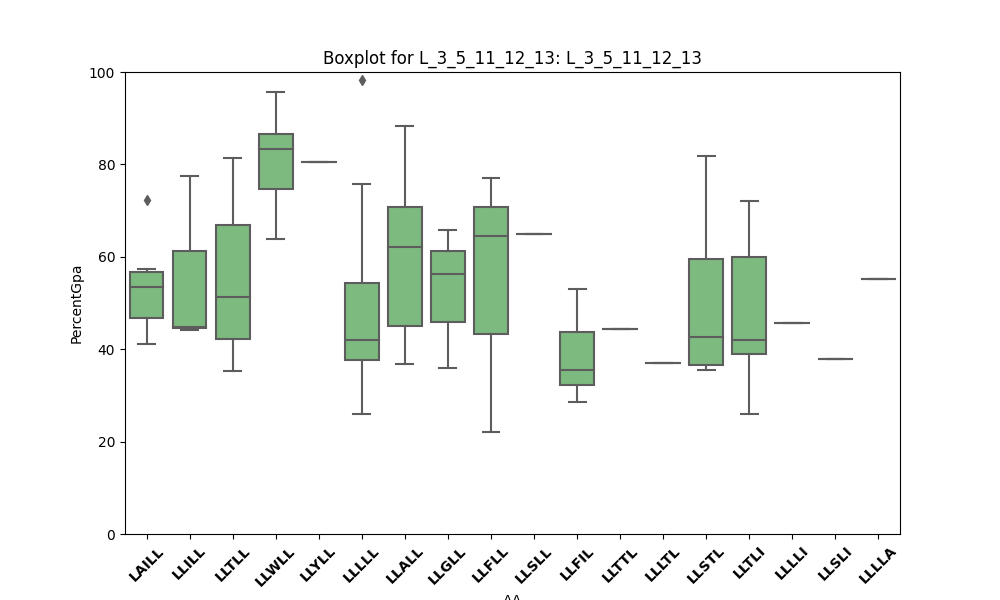 Boxplot for L_3_5_11_12_13: L_3_5_11_12_13
100
80
60
40
20
0
PercentGpa
LAILL
LLILL
LLTLL
LLWLL
LLYLL
LLLLL
LLALL
LLGLL
LLFLL
LLSLL
LLFIL
LLTTL
LLLTL
LLSTL
LLTLI
LLLLI
LLSLI
LLLLA
AA